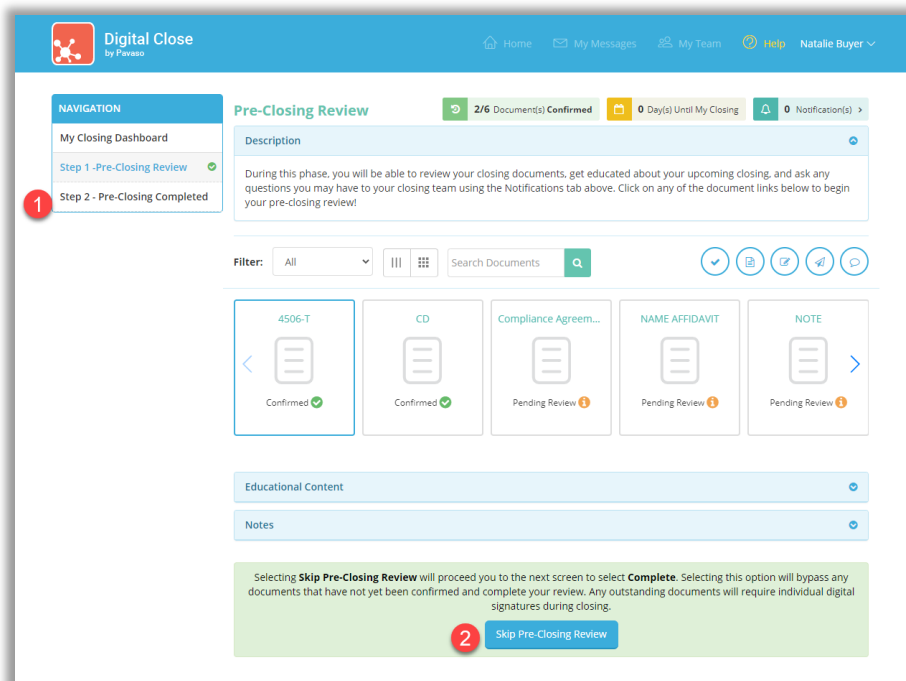 Digital Close
by Pavaso
Home My Messages My Team Help Natalie Buyer
NAVIGATION
My Closing Dashboard
Step 1 -Pre-Closing Review
1 Step 2 - Pre-Closing Completed
Pre-Closing Review
2/6 Document(s) Confirmed
0 Day(s) Until My Closing
0 Notification(s)
Description
During this phase, you will be able to review your closing documents, get educated about your upcoming closing, and ask any
questions you may have to your closing team using the Notifications tab above. Click on any of the document links below to begin
your pre-closing review!
Filter: All Search Documents
4506-T CD Compliance Agreem... NAME AFFIDAVIT NOTE
Confirmed Confirmed Pending Review Pending Review Pending Review
Educational Content
Notes
Selecting Skip Pre-Closing Review will proceed you to the next screen to select Complete. Selecting this option will bypass any
documents that have not yet been confirmed and complete your review. Any outstanding documents will require individual digital
signatures during closing.
2 Skip Pre-Closing Review